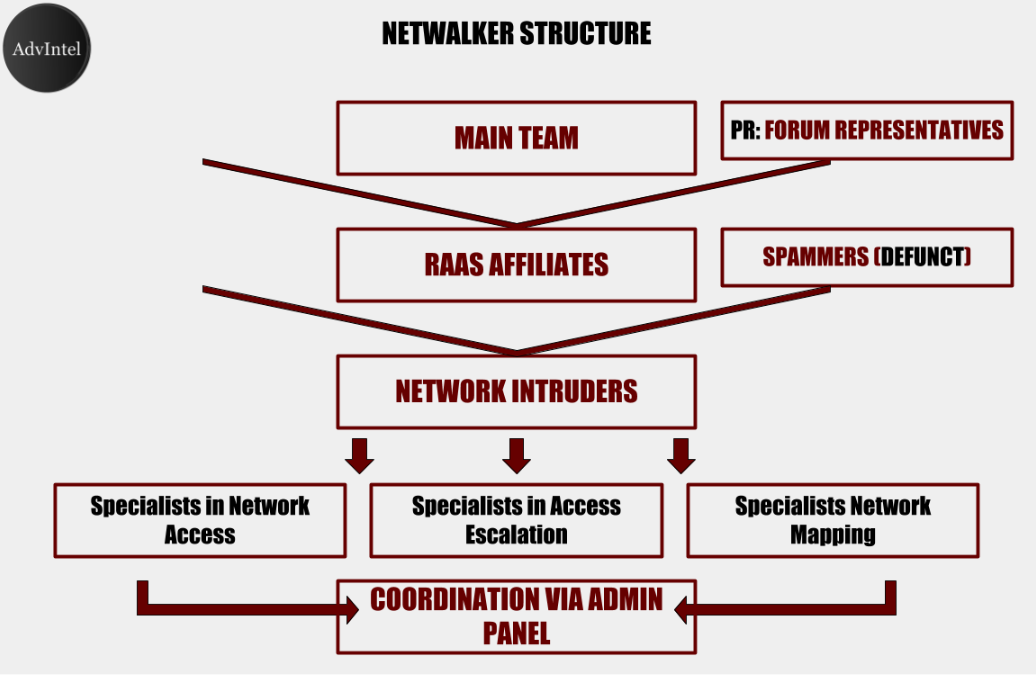 AdvIntel
NETWALKER STRUCTURE
MAIN TEAM
PR: FORUM REPRESENTATIVES
RAAS AFFILIATES
SPAMMERS (DEFUNCT)
NETWORK INTRUDERS
Specialists in Network
Access
Specialists in Access
Escalation
Specialists Network
Mapping
COORDINATION VIA ADMIN
PANEL